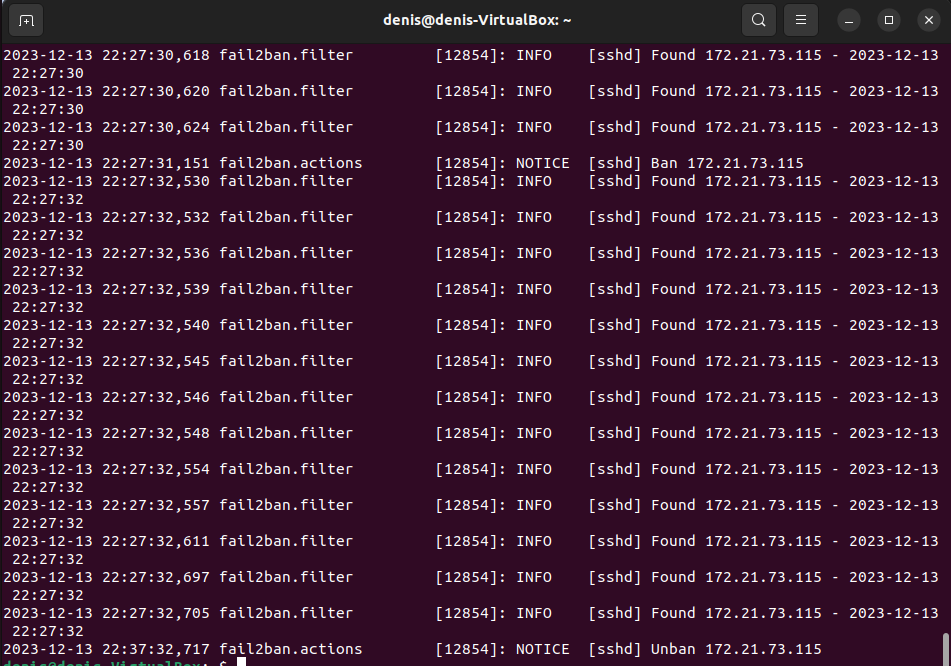 denis@denis-VirtualBox: ~
2023-12-13 22:27:30,618 fail2ban.filter         [12854]: INFO    [sshd] Found 172.21.73.115 - 2023-12-13
 22:27:30
2023-12-13 22:27:30,620 fail2ban.filter         [12854]: INFO    [sshd] Found 172.21.73.115 - 2023-12-13
 22:27:30
2023-12-13 22:27:30,624 fail2ban.filter         [12854]: INFO    [sshd] Found 172.21.73.115 - 2023-12-13
 22:27:30
2023-12-13 22:27:31,151 fail2ban.actions        [12854]: NOTICE  [sshd] Ban 172.21.73.115
2023-12-13 22:27:32,530 fail2ban.filter         [12854]: INFO    [sshd] Found 172.21.73.115 - 2023-12-13
 22:27:32
2023-12-13 22:27:32,532 fail2ban.filter         [12854]: INFO    [sshd] Found 172.21.73.115 - 2023-12-13
 22:27:32
2023-12-13 22:27:32,536 fail2ban.filter         [12854]: INFO    [sshd] Found 172.21.73.115 - 2023-12-13
 22:27:32
2023-12-13 22:27:32,539 fail2ban.filter         [12854]: INFO    [sshd] Found 172.21.73.115 - 2023-12-13
 22:27:32
2023-12-13 22:27:32,540 fail2ban.filter         [12854]: INFO    [sshd] Found 172.21.73.115 - 2023-12-13
 22:27:32
2023-12-13 22:27:32,545 fail2ban.filter         [12854]: INFO    [sshd] Found 172.21.73.115 - 2023-12-13
 22:27:32
2023-12-13 22:27:32,546 fail2ban.filter         [12854]: INFO    [sshd] Found 172.21.73.115 - 2023-12-13
 22:27:32
2023-12-13 22:27:32,548 fail2ban.filter         [12854]: INFO    [sshd] Found 172.21.73.115 - 2023-12-13
 22:27:32
2023-12-13 22:27:32,554 fail2ban.filter         [12854]: INFO    [sshd] Found 172.21.73.115 - 2023-12-13
 22:27:32
2023-12-13 22:27:32,557 fail2ban.filter         [12854]: INFO    [sshd] Found 172.21.73.115 - 2023-12-13
 22:27:32
2023-12-13 22:27:32,611 fail2ban.filter         [12854]: INFO    [sshd] Found 172.21.73.115 - 2023-12-13
 22:27:32
2023-12-13 22:27:32,697 fail2ban.filter         [12854]: INFO    [sshd] Found 172.21.73.115 - 2023-12-13
 22:27:32
2023-12-13 22:27:32,705 fail2ban.filter         [12854]: INFO    [sshd] Found 172.21.73.115 - 2023-12-13
 22:27:32
2023-12-13 22:37:32,717 fail2ban.actions        [12854]: NOTICE  [sshd] Unban 172.21.73.115
denis@denis-VirtualBox:~$